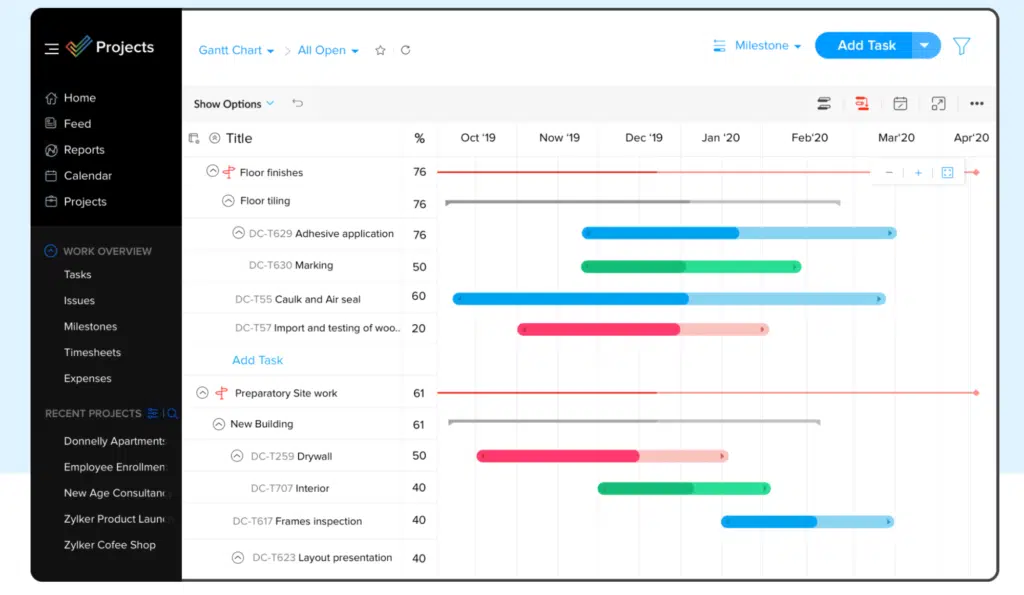 Projects
Gantt Chart All Open
Milestone
Add Task
Home
Feed
Reports
Calendar
Projects
WORK OVERVIEW
Tasks
Issues
Milestones
Timesheets
Expenses
RECENT PROJECTS
Donnelly Apartments
Employee Enrollmen
New Age Consultanc
Zylker Product Launc
Zylker Cofee Shop
Show Options
Title % Oct '19 Now '19 Dec '19 Jan '20 Feb'20 Mar'20 Apr'20
Floor finishes 76
Floor tiling 76
DC-T629 Adhesive application 76
DC-T630 Marking 50
DC-T55 Caulk and Air seal 60
DC-T57 Import and testing of woo.. 20
Add Task
Preparatory Site work 61
New Building 61
DC-T259 Drywall 50
DC-T707 Interior 40
DC-T617 Frames inspection 40
DC-T623 Layout presentation 40